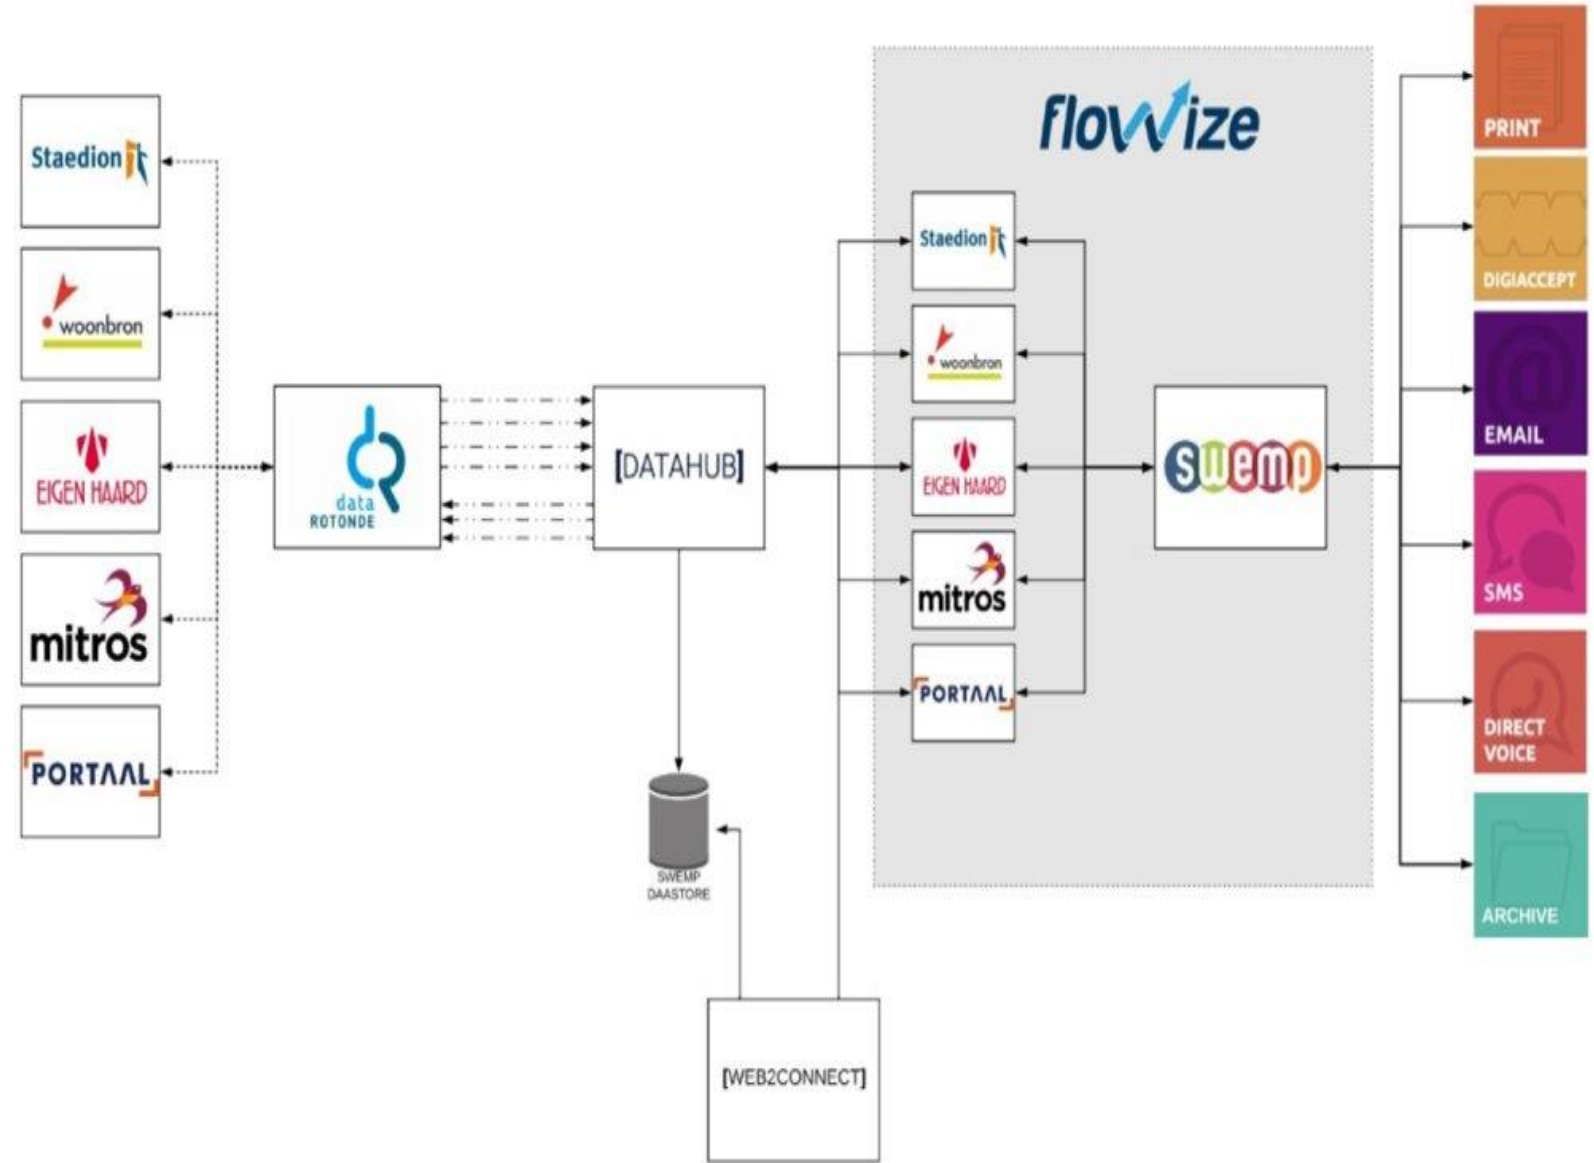 Staedion
woonbron
EIGEN HAARD
mitros
PORTAAL
data
ROTONDE
[DATAHUB]
SWEMP
DAASTORE
[WEB2CONNECT]
flowize
Staedion
woonbron
EIGEN HAARD
mitros
PORTAAL
swemp
PRINT
DIGIACCEPT
EMAIL
SMS
DIRECT
VOICE
ARCHIVE